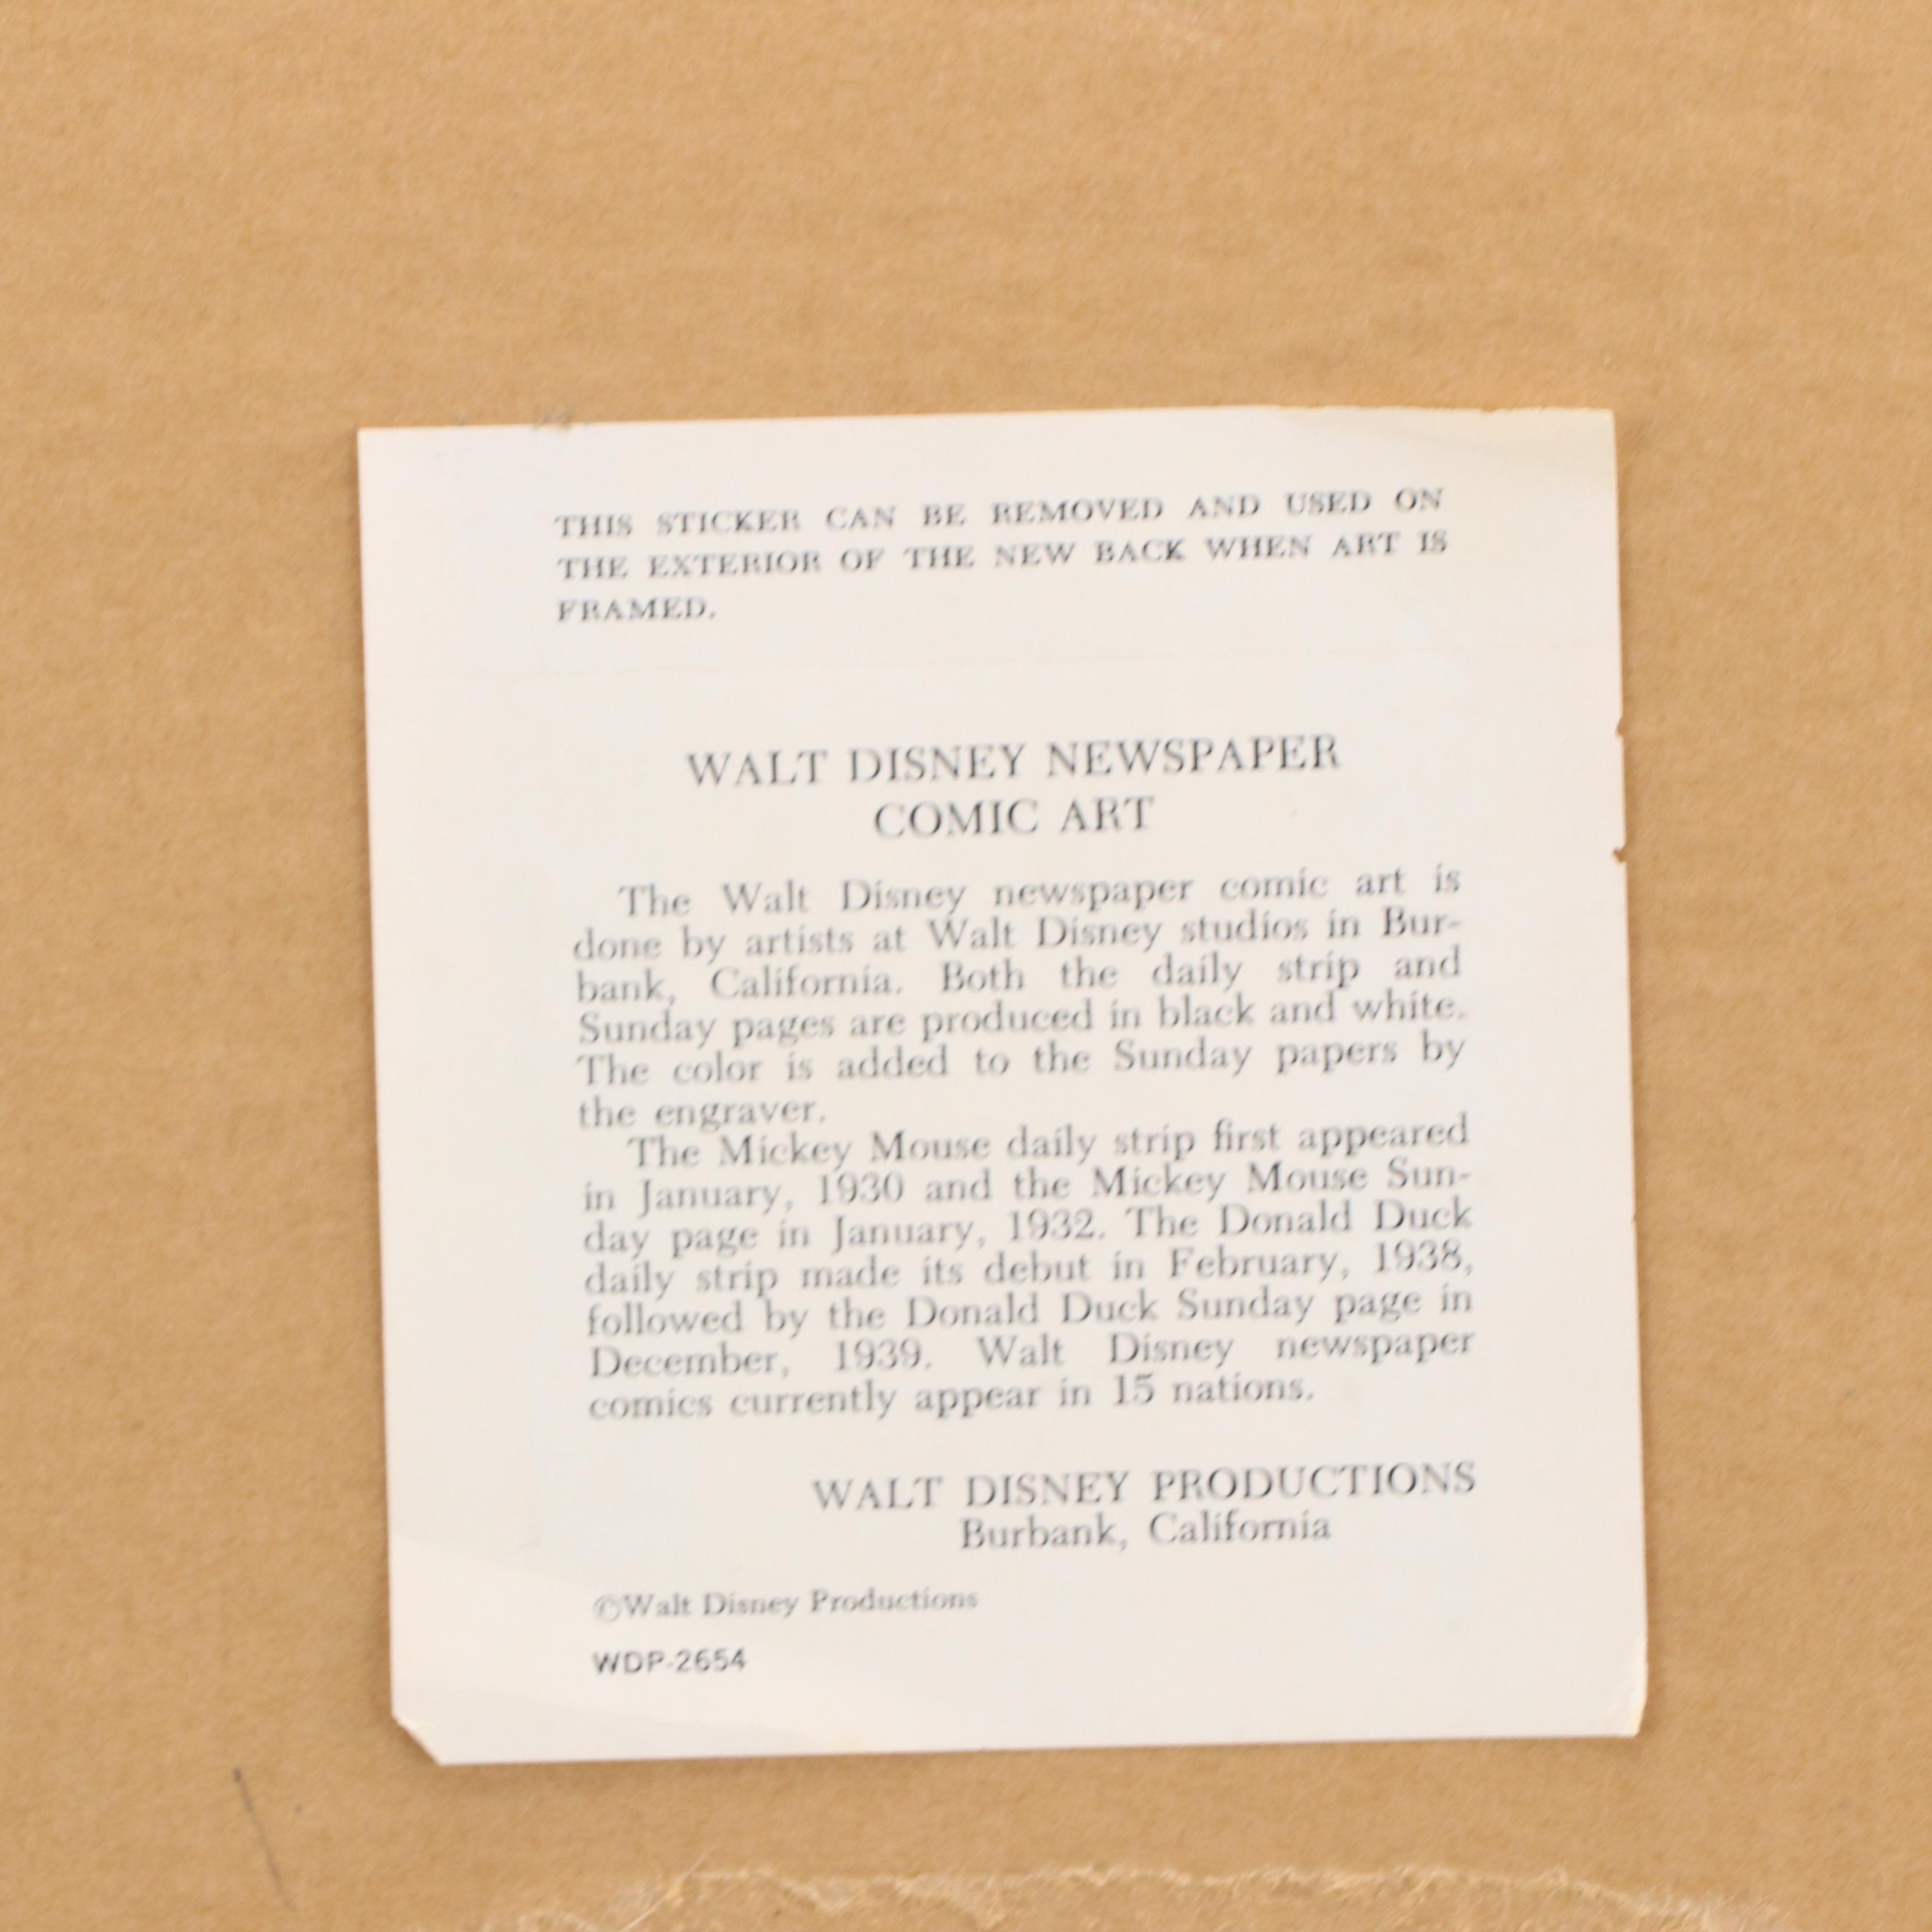 THIS STICKER CAN BE REMOVED AND USED ON
THE EXTERIOR OF THE NEW BACK WHEN ART IS
FRAMED.
WALT DISNEY NEWSPAPER
COMIC ART
The Walt Disney newspaper comic art is
done by artists at Walt Disney studios in Bur-
bank, California. Both the daily strip and
Sunday pages are produced in black and white.
The color is added to the Sunday papers by
the engraver.
The Mickey Mouse daily strip first appeared
in January, 1930 and the Mickey Mouse Sun-
day page in January, 1932. The Donald Duck
daily strip made its debut in February, 1938,
followed by the Donald Duck Sunday page in
December, 1939. Walt Disney newspaper
comics currently appear in 15 nations.
WALT DISNEY PRODUCTIONS
Burbank, California
©Walt Disney Productions
WDP-2654